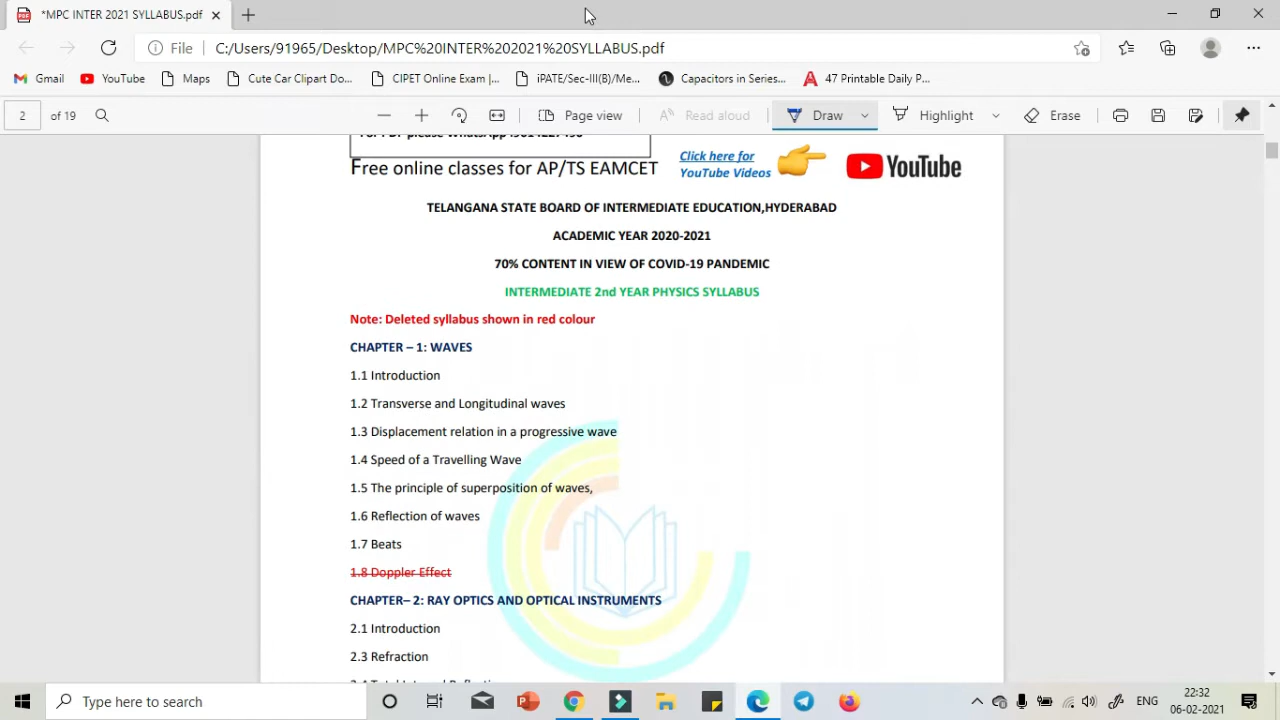 *MPC INTER 2021 SYLLABUS.pdf
File
C:/Users/91965/Desktop/MPC%20INTER%202021%20SYLLABUS.pdf
Gmail YouTube Maps Cute Car Clipart Do... CIPET Online Exam |... iPATE/Sec-III(B)/Me... Capacitors in Series... 47 Printable Daily P...
2 of 19 Page view Read aloud Draw Highlight Erase
Free online classes for AP/TS EAMCET
Click here for
YouTube Videos
YouTube
TELANGANA STATE BOARD OF INTERMEDIATE EDUCATION,HYDERABAD
ACADEMIC YEAR 2020-2021
70% CONTENT IN VIEW OF COVID-19 PANDEMIC
INTERMEDIATE 2nd YEAR PHYSICS SYLLABUS
Note: Deleted syllabus shown in red colour
CHAPTER – 1: WAVES
1.1 Introduction
1.2 Transverse and Longitudinal waves
1.3 Displacement relation in a progressive wave
1.4 Speed of a Travelling Wave
1.5 The principle of superposition of waves,
1.6 Reflection of waves
1.7 Beats
1.8 Doppler Effect
CHAPTER– 2: RAY OPTICS AND OPTICAL INSTRUMENTS
2.1 Introduction
2.3 Refraction
Type here to search
ENG
22:32
06-02-2021